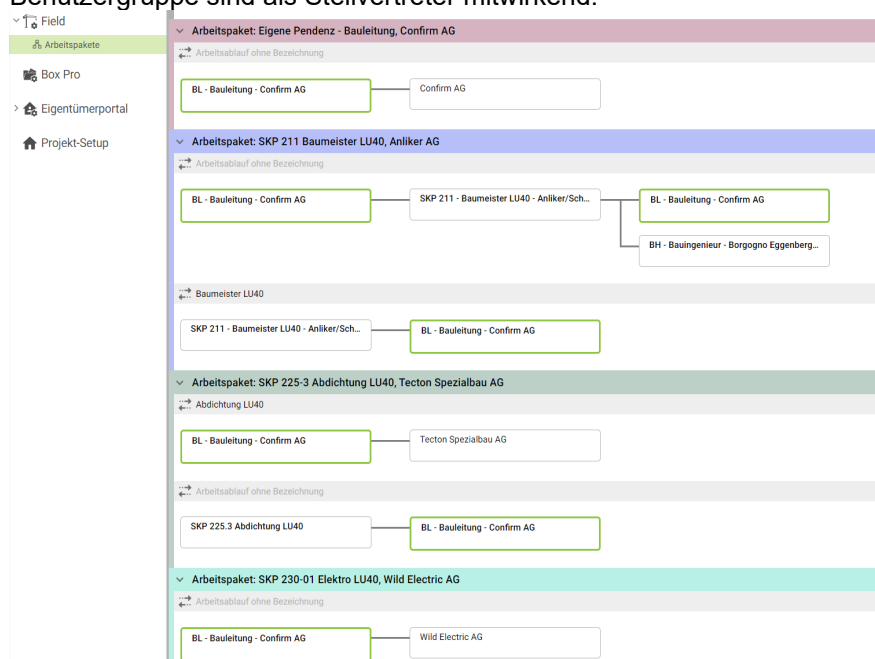 Benutzergruppe sind als Stellvertreter mitwirkend.
Field
Arbeitspakete
Box Pro
Eigentümerportal
Projekt-Setup
Arbeitspaket: Eigene Pendenz - Bauleitung, Confirm AG
Arbeitsablauf ohne Bezeichnung
BL - Bauleitung - Confirm AG
Confirm AG
Arbeitspaket: SKP 211 Baumeister LU40, Anliker AG
Arbeitsablauf ohne Bezeichnung
BL - Bauleitung - Confirm AG
SKP 211 - Baumeister LU40 - Anliker/Sch...
BL - Bauleitung - Confirm AG
BH - Bauingenieur - Borgogno Eggenberg...
Baumeister LU40
SKP 211 - Baumeister LU40 - Anliker/Sch...
BL - Bauleitung - Confirm AG
Arbeitspaket: SKP 225-3 Abdichtung LU40, Tecton Spezialbau AG
Abdichtung LU40
BL - Bauleitung - Confirm AG
Tecton Spezialbau AG
Arbeitsablauf ohne Bezeichnung
SKP 225.3 Abdichtung LU40
BL - Bauleitung - Confirm AG
Arbeitspaket: SKP 230-01 Elektro LU40, Wild Electric AG
Arbeitsablauf ohne Bezeichnung
BL - Bauleitung - Confirm AG
Wild Electric AG